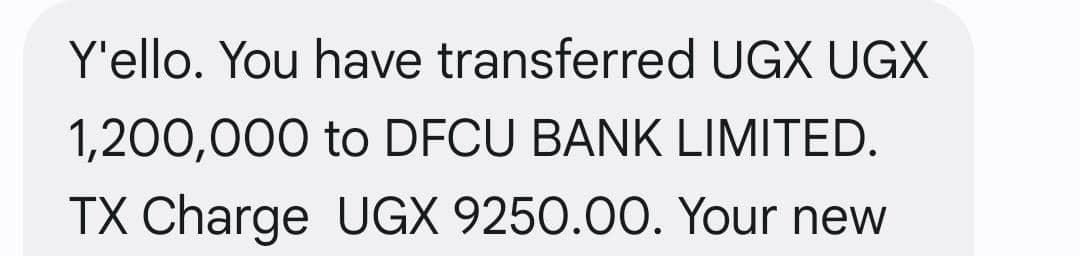 Y'ello. You have transferred UGX UGX
1,200,000 to DFCU BANK LIMITED.
TX Charge  UGX 9250.00. Your new